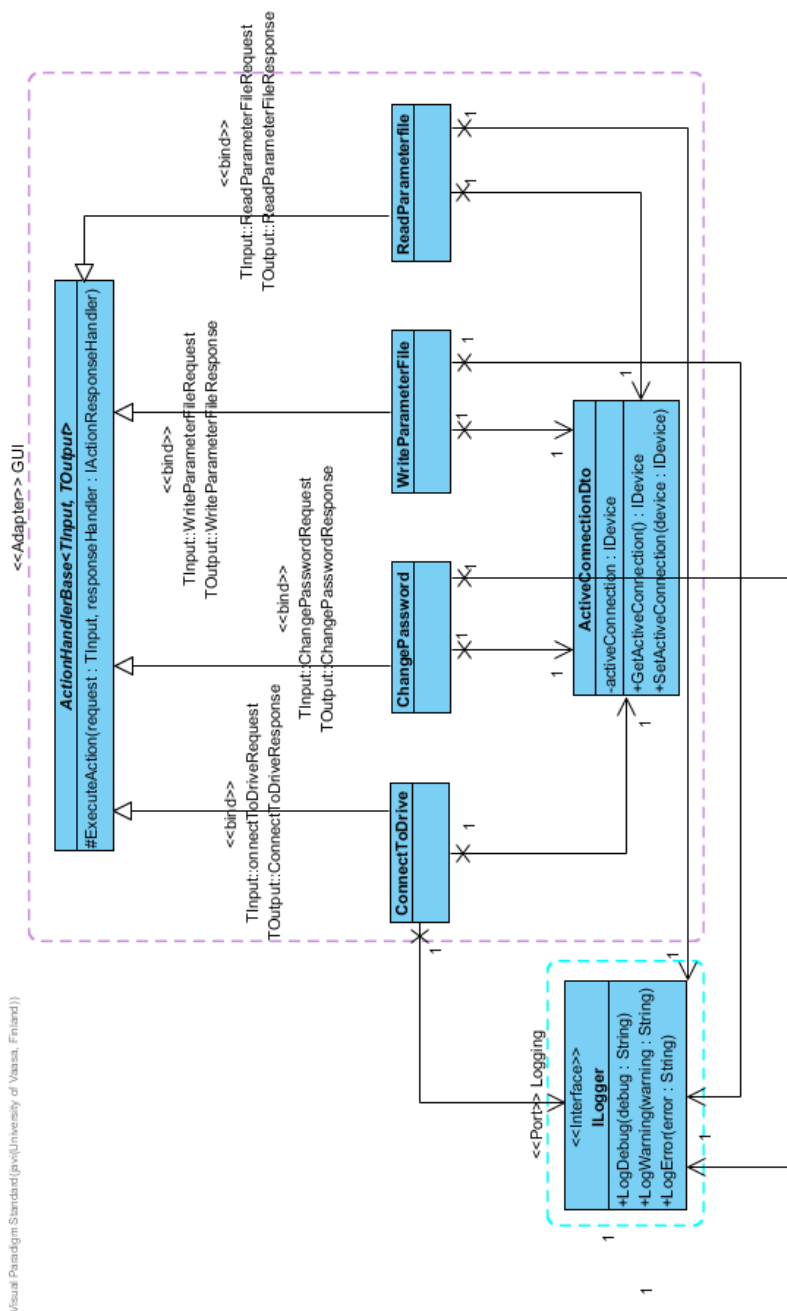 Visual Paradigm Standard(javi(University of Vaasa, Finland))
<<Adapter>> GUI
ActionHandlerBase<TInput, TOutput>
#ExecuteAction(request : TInput, responseHandler : IActionResponseHandler)
<<bind>>
TInput::onnectToDriveRequest
TOutput::ConnectToDriveResponse
<<bind>>
TInput::ChangePasswordRequest
TOutput::ChangePasswordResponse
<<bind>>
TInput::WriteParameterFileRequest
TOutput::WriteParameterFileResponse
<<bind>>
TInput::ReadParameterFileRequest
TOutput::ReadParameterFileResponse
ConnectToDrive
ChangePassword
WriteParameterFile
ReadParameterfile
1
1
1
1
1
1
1
1
<<Port>> Logging
<<Interface>>
ILogger
+LogDebug(debug : String)
+LogWarning(warning : String)
+LogError(error : String)
1
1
1
1
ActiveConnectionDto
-activeConnection : IDevice
+GetActiveConnection() : IDevice
+SetActiveConnection(device : IDevice)
1
1
1
1